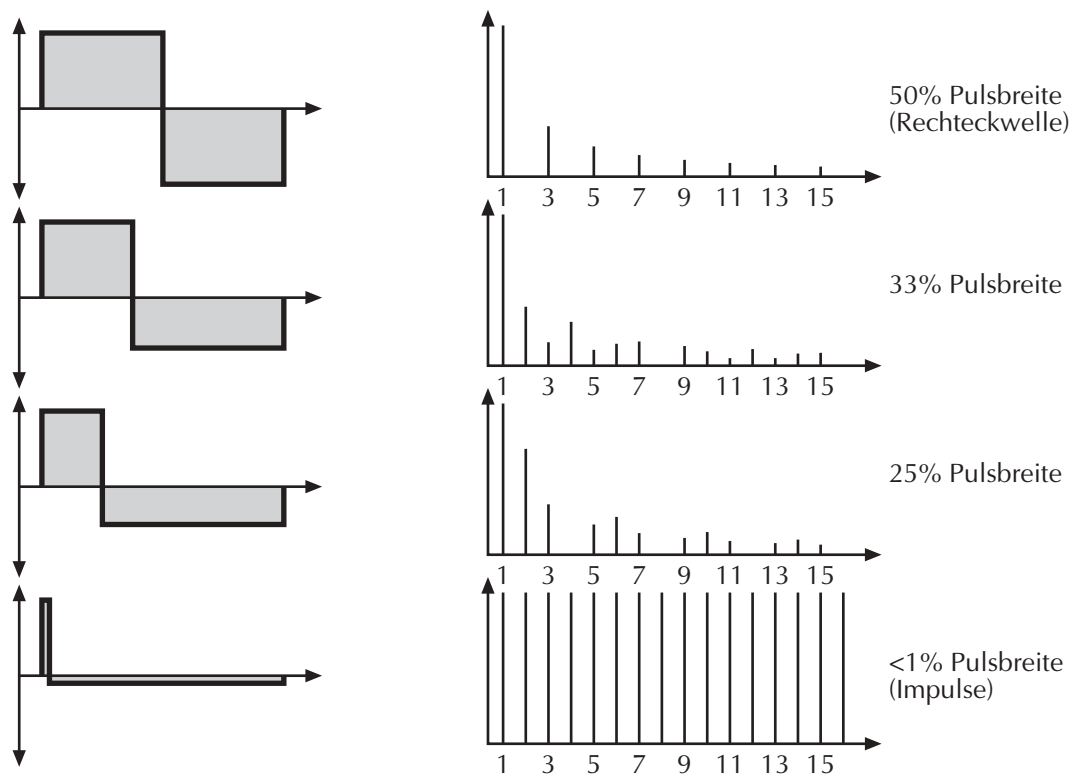 50% Pulsbreite
(Rechteckwelle)
1 3 5 7 9 11 13 15
33% Pulsbreite
1 3 5 7 9 11 13 15
25% Pulsbreite
1 3 5 7 9 11 13 15
<1% Pulsbreite
(Impulse)
1 3 5 7 9 11 13 15